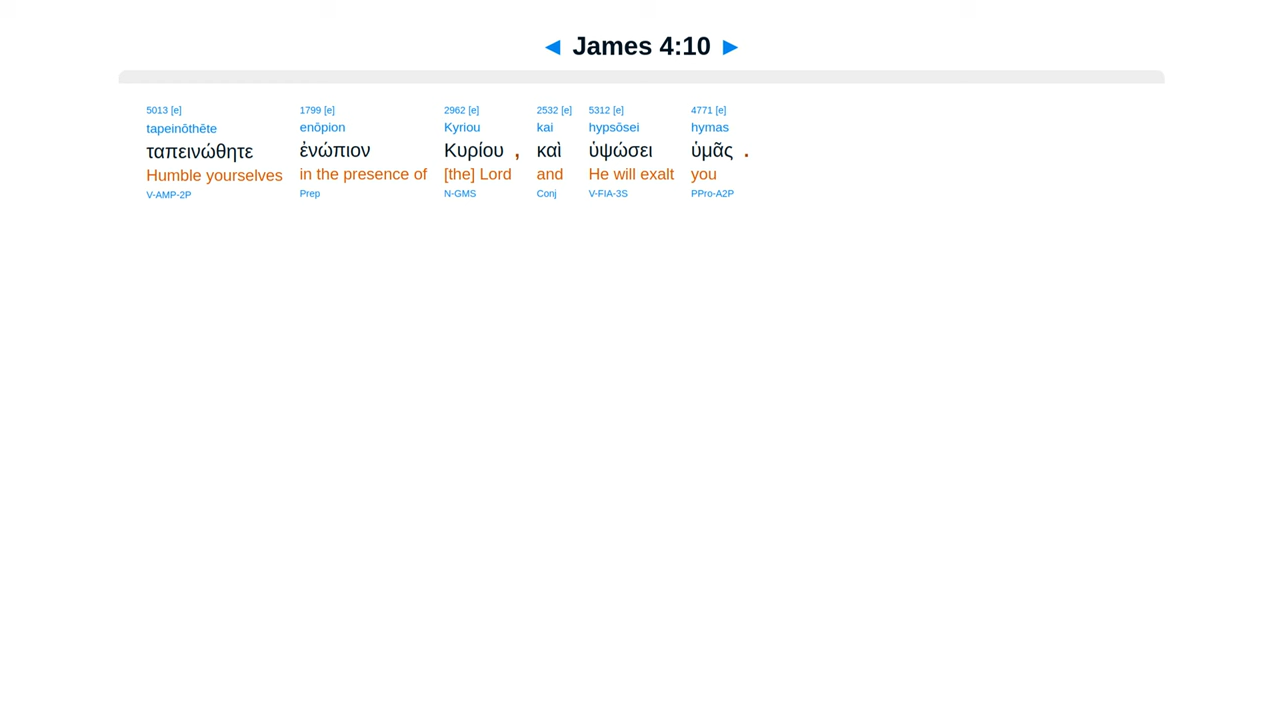 ◄ James 4:10 ►
5013 [e] 1799 [e] 2962 [e] 2532 [e] 5312 [e] 4771 [e]
tapeinōthēte enōpion Kyriou kai hypsōsei hymas
ταπεινώθητε ἐνώπιον Κυρίου , καὶ ὑψώσει ὑμᾶς .
Humble yourselves in the presence of [the] Lord and He will exalt you
V-AMP-2P Prep N-GMS Conj V-FIA-3S PPro-A2P